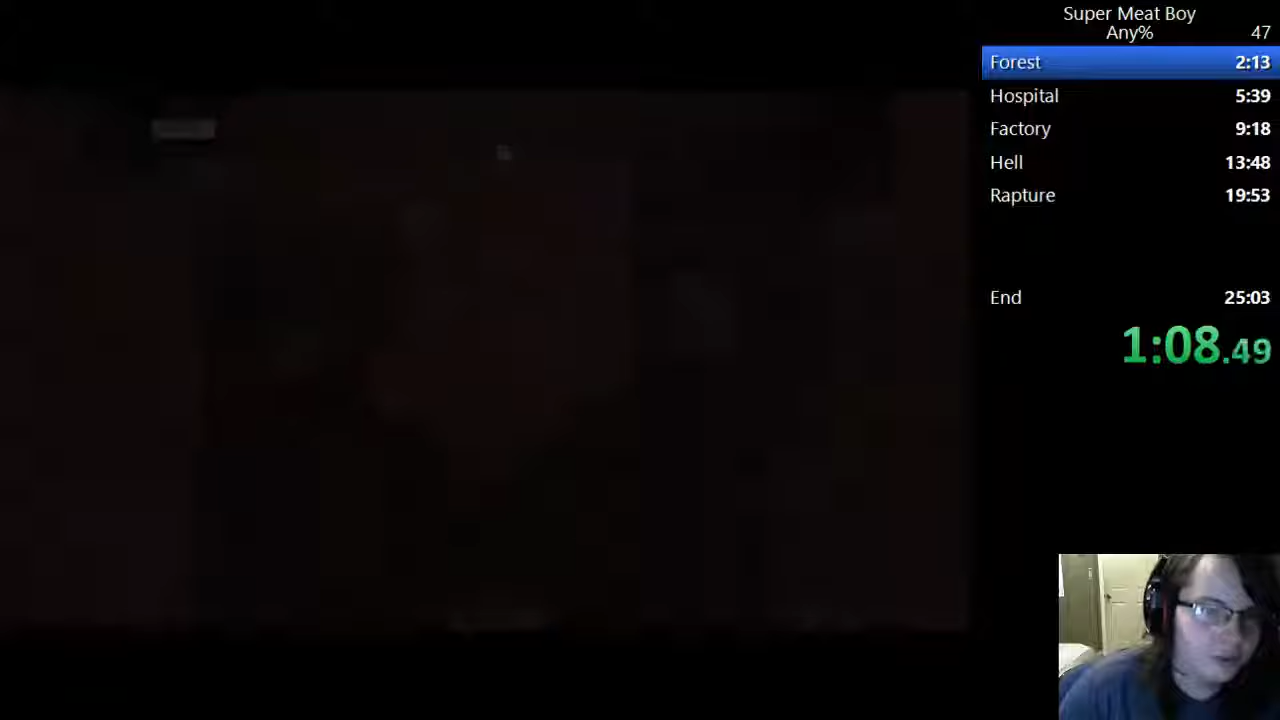 Super Meat Boy
Any% 47
Forest 2:13
Hospital 5:39
Factory 9:18
Hell 13:48
Rapture 19:53
End 25:03
1:08.49